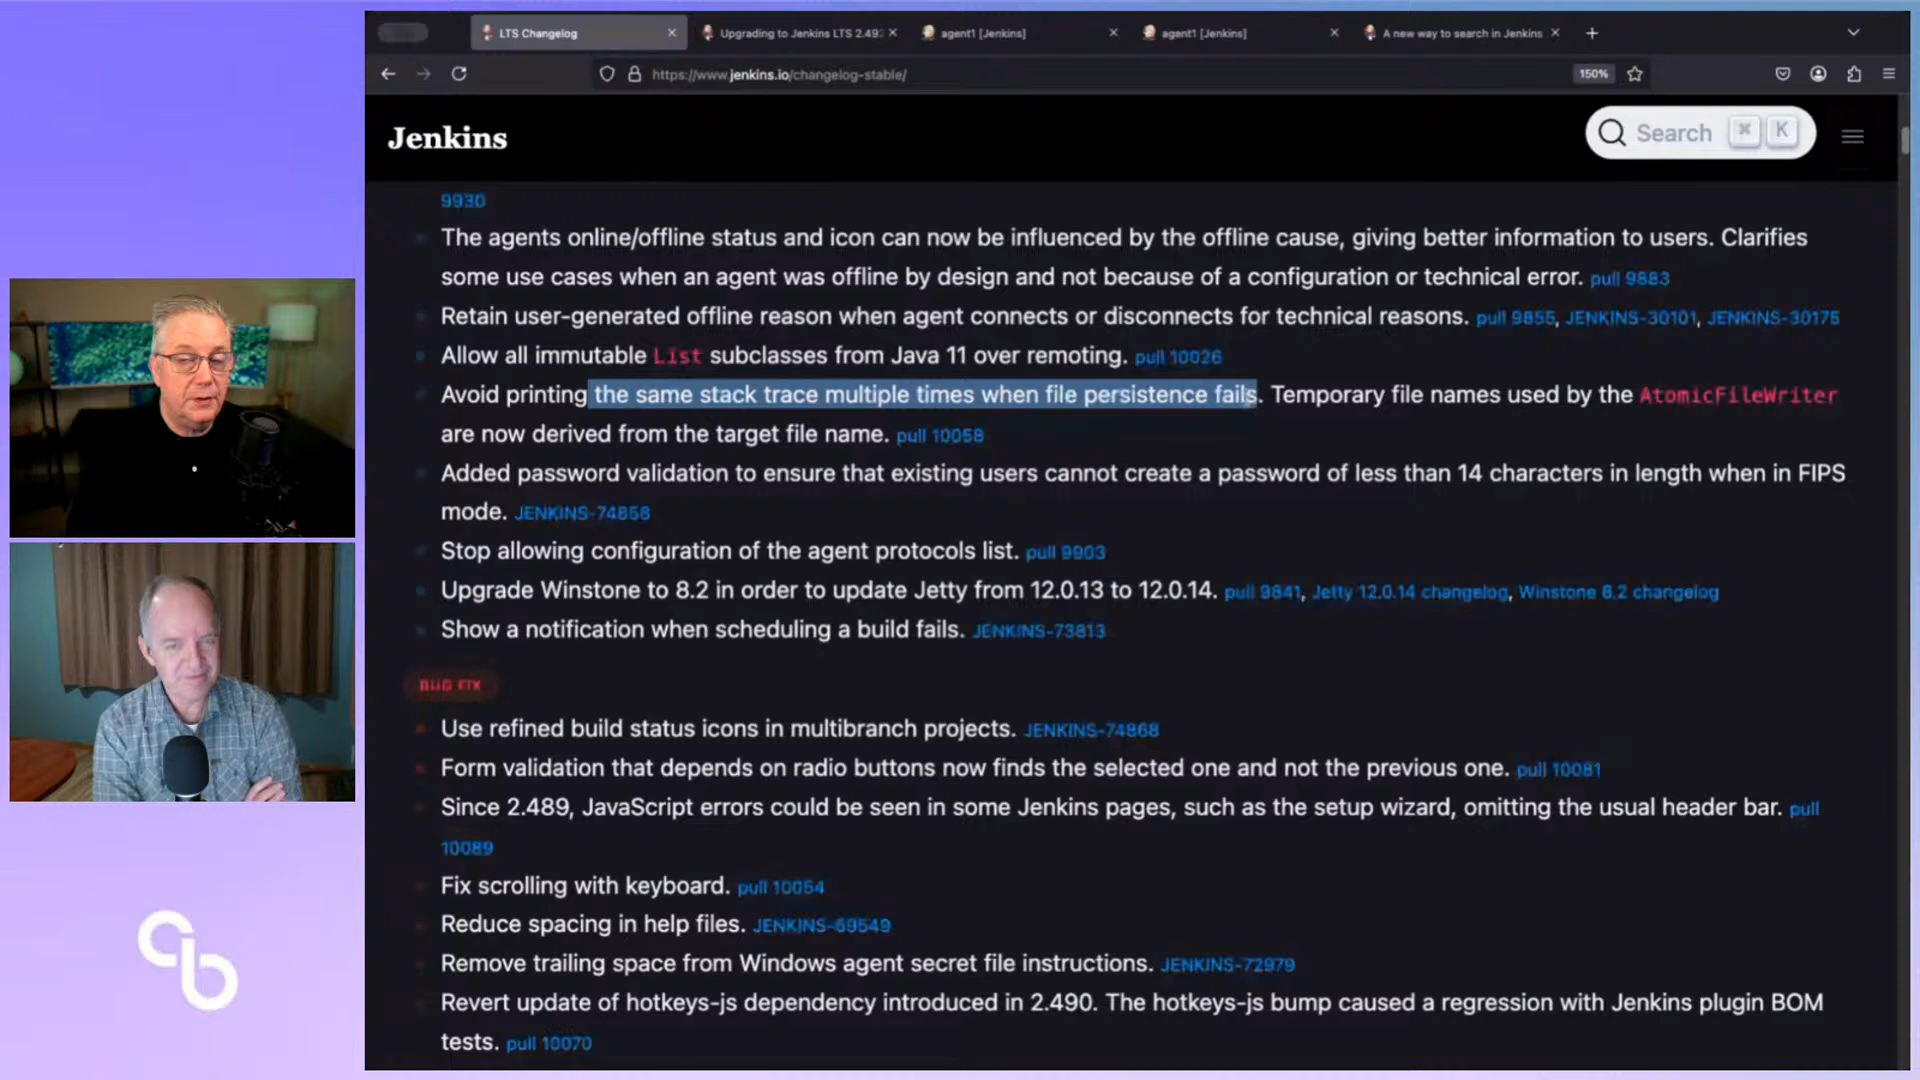 LTS Changelog
Upgrading to Jenkins LTS 2.492
agent1 [Jenkins]
agent1 [Jenkins]
A new way to search in Jenkins
https://www.jenkins.io/changelog-stable/
150%
Jenkins
Search ⌘ K
9930
The agents online/offline status and icon can now be influenced by the offline cause, giving better information to users. Clarifies
some use cases when an agent was offline by design and not because of a configuration or technical error. pull 9883
Retain user-generated offline reason when agent connects or disconnects for technical reasons. pull 9855, JENKINS-30101, JENKINS-30175
Allow all immutable List subclasses from Java 11 over remoting. pull 10026
Avoid printing the same stack trace multiple times when file persistence fails. Temporary file names used by the AtomicFileWriter
are now derived from the target file name. pull 10058
Added password validation to ensure that existing users cannot create a password of less than 14 characters in length when in FIPS
mode. JENKINS-74858
Stop allowing configuration of the agent protocols list. pull 9903
Upgrade Winstone to 8.2 in order to update Jetty from 12.0.13 to 12.0.14. pull 9841, Jetty 12.0.14 changelog, Winstone 8.2 changelog
Show a notification when scheduling a build fails. JENKINS-73813
BUG FIX
Use refined build status icons in multibranch projects. JENKINS-74868
Form validation that depends on radio buttons now finds the selected one and not the previous one. pull 10081
Since 2.489, JavaScript errors could be seen in some Jenkins pages, such as the setup wizard, omitting the usual header bar. pull
10089
Fix scrolling with keyboard. pull 10054
Reduce spacing in help files. JENKINS-69549
Remove trailing space from Windows agent secret file instructions. JENKINS-72979
Revert update of hotkeys-js dependency introduced in 2.490. The hotkeys-js bump caused a regression with Jenkins plugin BOM
tests. pull 10070